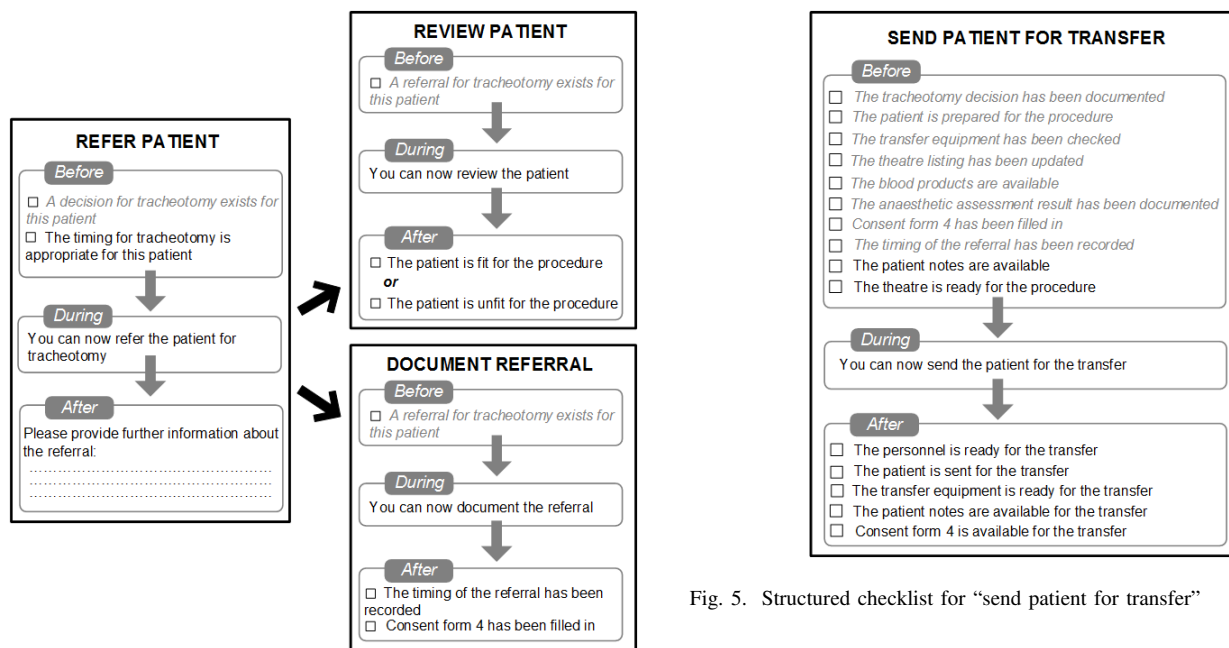 REFER PATIENT
Before
☐ A decision for tracheotomy exists for
this patient
☐ The timing for tracheotomy is
appropriate for this patient
During
You can now refer the patient for
tracheotomy
After
Please provide further information about
the referral:
REVIEW PATIENT
Before
☐ A referral for tracheotomy exists for
this patient
During
You can now review the patient
After
☐ The patient is fit for the procedure
or
☐ The patient is unfit for the procedure
DOCUMENT REFERRAL
Before
☐ A referral for tracheotomy exists for
this patient
During
You can now document the referral
After
☐ The timing of the referral has been
recorded
☐ Consent form 4 has been filled in
SEND PATIENT FOR TRANSFER
Before
☐ The tracheotomy decision has been documented
☐ The patient is prepared for the procedure
☐ The transfer equipment has been checked
☐ The theatre listing has been updated
☐ The blood products are available
☐ The anaesthetic assessment result has been documented
☐ Consent form 4 has been filled in
☐ The timing of the referral has been recorded
☐ The patient notes are available
☐ The theatre is ready for the procedure
During
You can now send the patient for the transfer
After
☐ The personnel is ready for the transfer
☐ The patient is sent for the transfer
☐ The transfer equipment is ready for the transfer
☐ The patient notes are available for the transfer
☐ Consent form 4 is available for the transfer
Fig. 5. Structured checklist for “send patient for transfer”